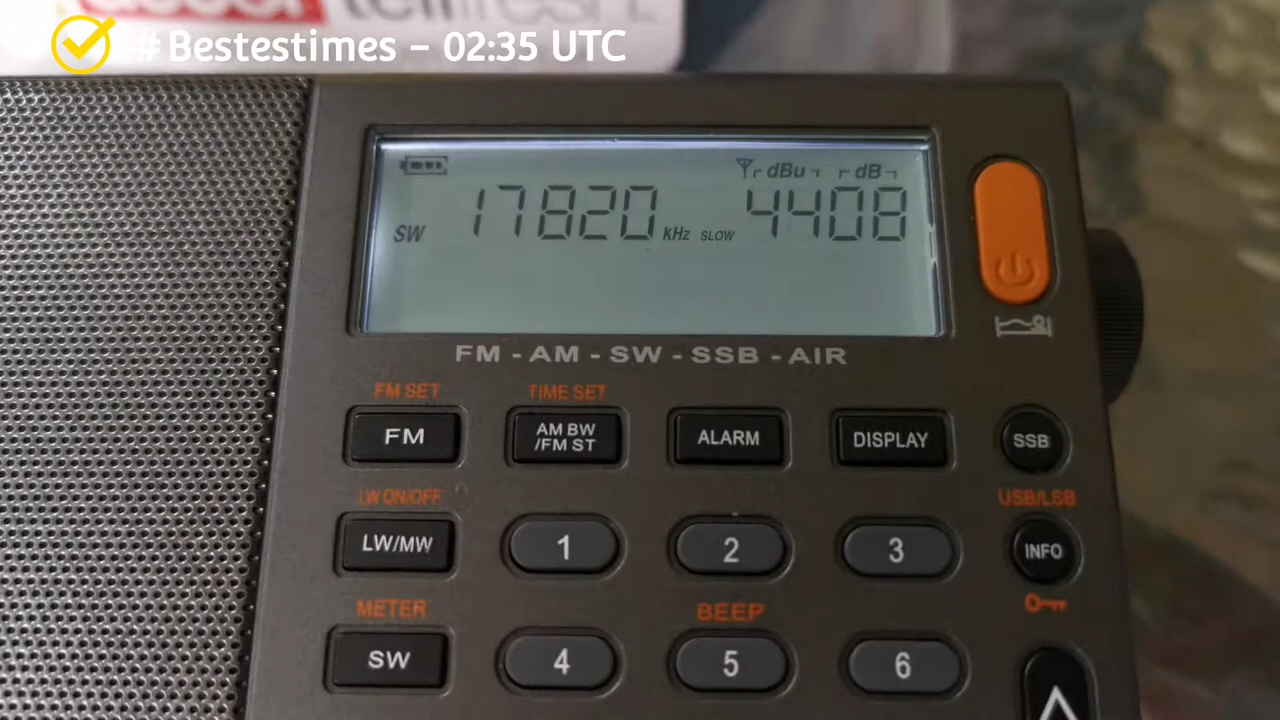 # Bestestimes – 02:35 UTC
dBu dB
SW 17820 kHz SLOW 4408
FM - AM - SW - SSB - AIR
FM SET TIME SET
FM AM BW /FM ST ALARM DISPLAY SSB
LW ON/OFF USB/LSB
LW/MW 1 2 3 INFO
METER BEEP
SW 4 5 6